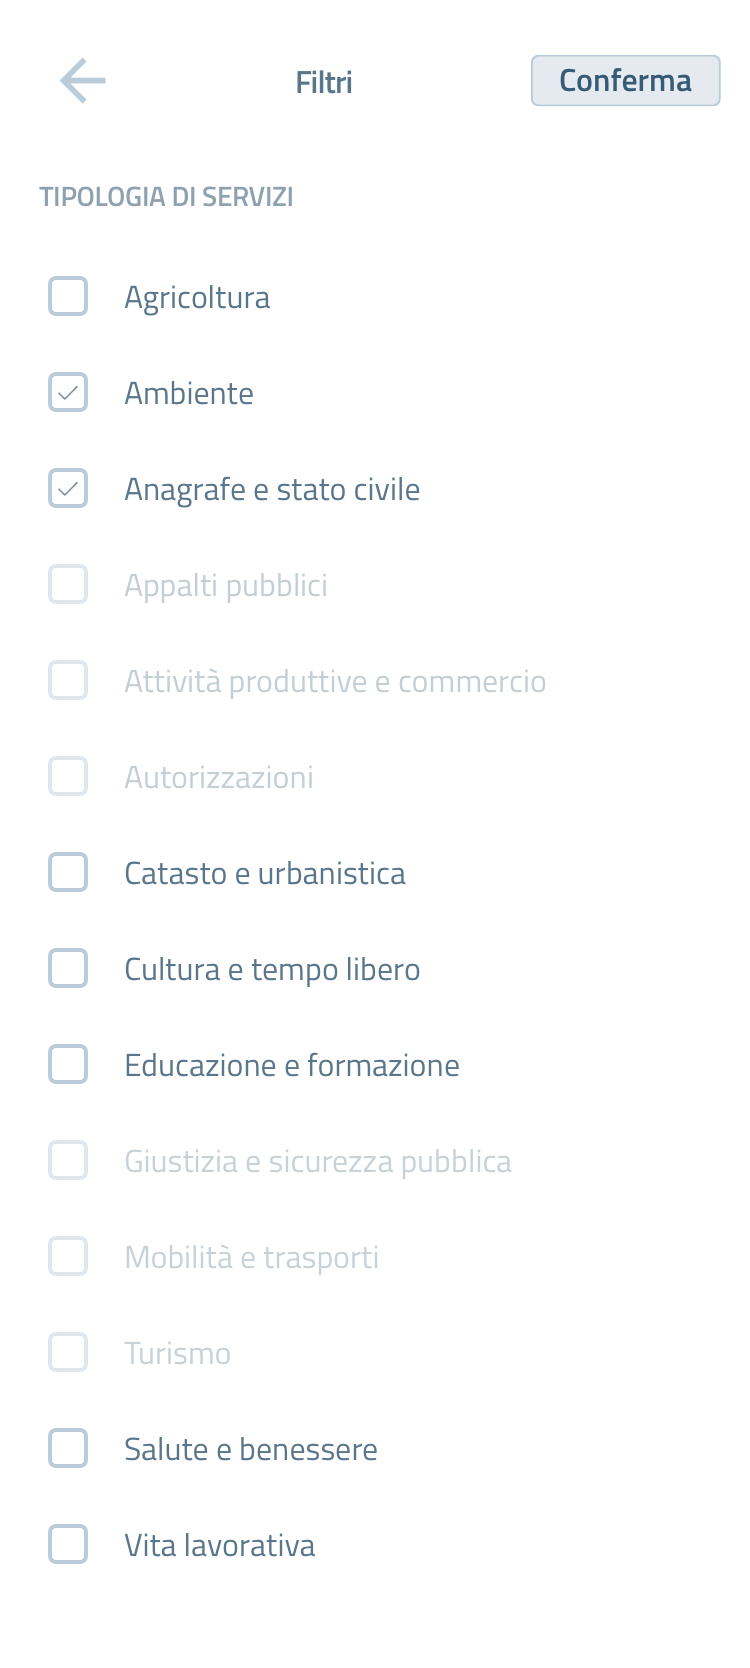 Filtri
Conferma
TIPOLOGIA DI SERVIZI
Agricoltura
Ambiente
Anagrafe e stato civile
Appalti pubblici
Attività produttive e commercio
Autorizzazioni
Catasto e urbanistica
Cultura e tempo libero
Educazione e formazione
Giustizia e sicurezza pubblica
Mobilità e trasporti
Turismo
Salute e benessere
Vita lavorativa